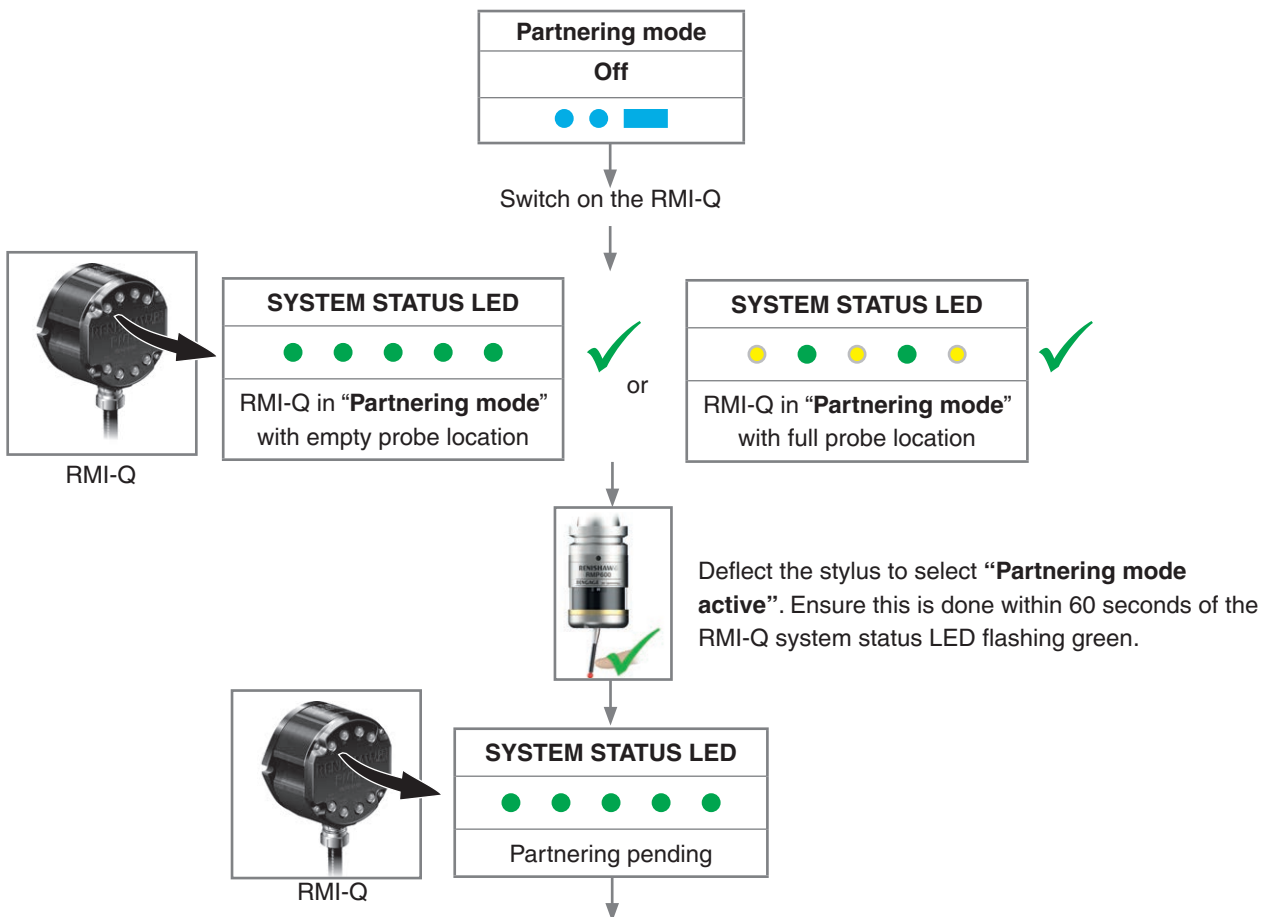 Partnering mode
Off
Switch on the RMI-Q
SYSTEM STATUS LED
RMI-Q in “Partnering mode”
with empty probe location
or
SYSTEM STATUS LED
RMI-Q in “Partnering mode”
with full probe location
RMI-Q
RENISHAW
RMP600
Deflect the stylus to select “Partnering mode
active”. Ensure this is done within 60 seconds of the
RMI-Q system status LED flashing green.
SYSTEM STATUS LED
Partnering pending
RMI-Q